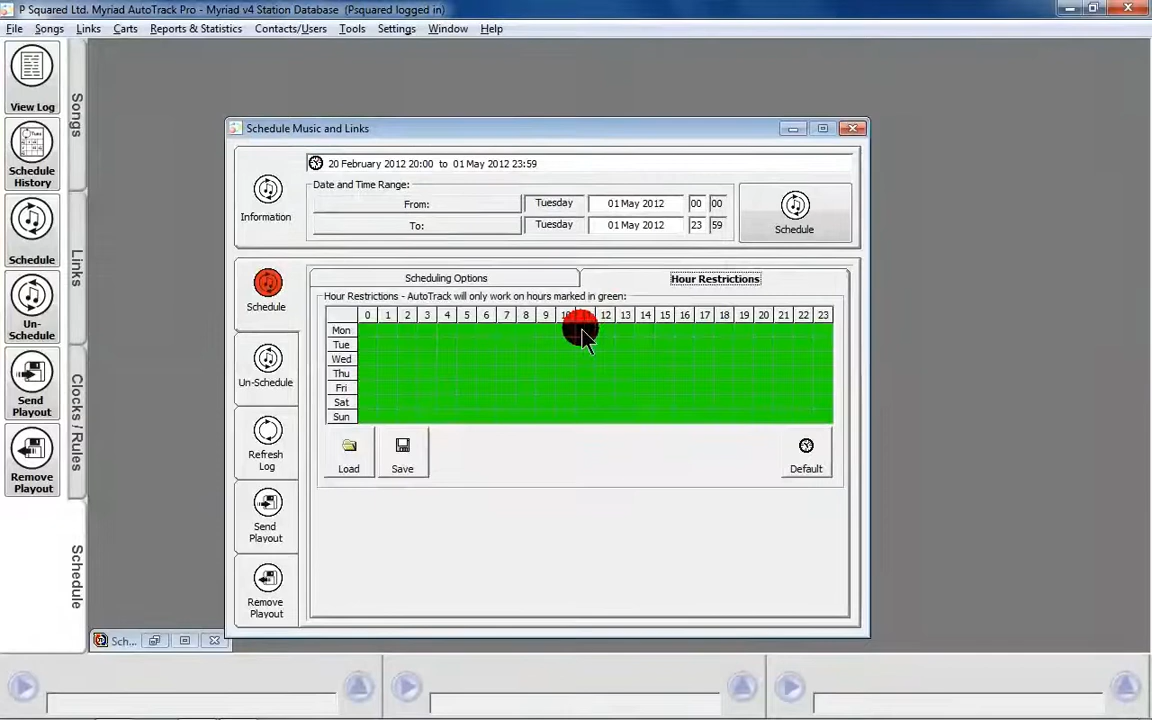 P Squared Ltd. Myriad AutoTrack Pro - Myriad v4 Station Database (Psquared logged in)
File Songs Links Carts Reports & Statistics Contacts/Users Tools Settings Window Help
View Log
Schedule History
Schedule
Un-Schedule
Send Playout
Remove Playout
Songs
Links
Clocks / Rules
Schedule
Schedule Music and Links
Information
20 February 2012 20:00 to 01 May 2012 23:59
Date and Time Range:
From: Tuesday 01 May 2012 00 00
To: Tuesday 01 May 2012 23 59
Schedule
Schedule
Un-Schedule
Refresh Log
Send Playout
Remove Playout
Scheduling Options
Hour Restrictions
Hour Restrictions - AutoTrack will only work on hours marked in green:
0 1 2 3 4 5 6 7 8 9 10 12 13 14 15 16 17 18 19 20 21 22 23
Mon
Tue
Wed
Thu
Fri
Sat
Sun
Load
Save
Default
Sch...